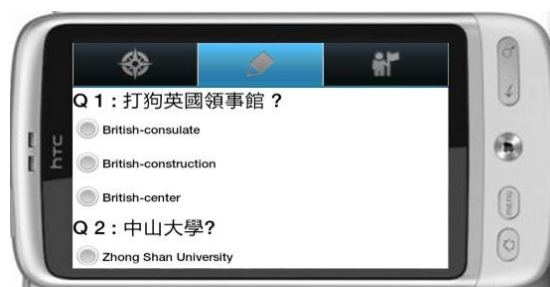 Q 1 : 打狗英國領事館 ?
British-consulate
British-construction
British-center
Q 2 : 中山大學?
Zhong Shan University
hTC
menu